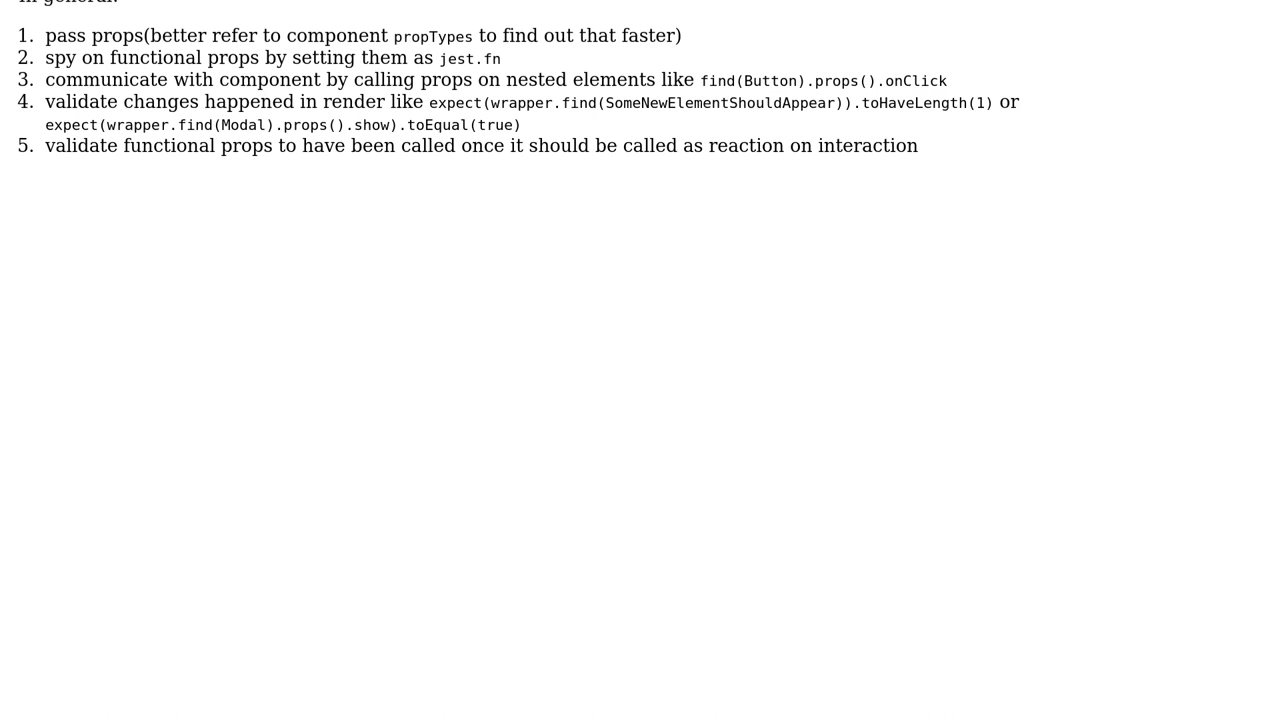 In general:
1. pass props(better refer to component propTypes to find out that faster)
2. spy on functional props by setting them as jest.fn
3. communicate with component by calling props on nested elements like find(Button).props().onClick
4. validate changes happened in render like expect(wrapper.find(SomeNewElementShouldAppear)).toHaveLength(1) or
expect(wrapper.find(Modal).props().show).toEqual(true)
5. validate functional props to have been called once it should be called as reaction on interaction